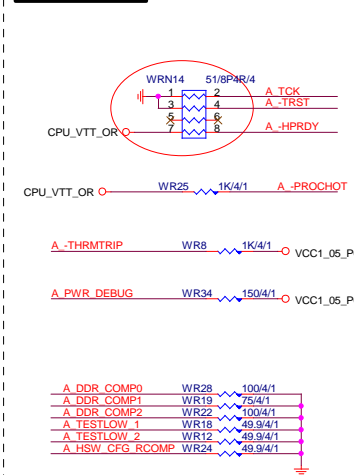 WRN14 51/8P4R/4
1 2 A_TCK
3 4 A_-TRST
5 6
CPU_VTT_OR 7 8 A_-HPRDY
CPU_VTT_OR WR25 1K/4/1 A_-PROCHOT
A_-THRMTRIP WR8 1K/4/1 VCC1_05_P
A_PWR_DEBUG WR34 150/4/1 VCC1_05_P
A_DDR_COMP0 WR28 100/4/1
A_DDR_COMP1 WR19 75/4/1
A_DDR_COMP2 WR22 100/4/1
A_TESTLOW_1 WR18 49.9/4/1
A_TESTLOW_2 WR12 49.9/4/1
A_HSW_CFG_RCOMP WR24 49.9/4/1